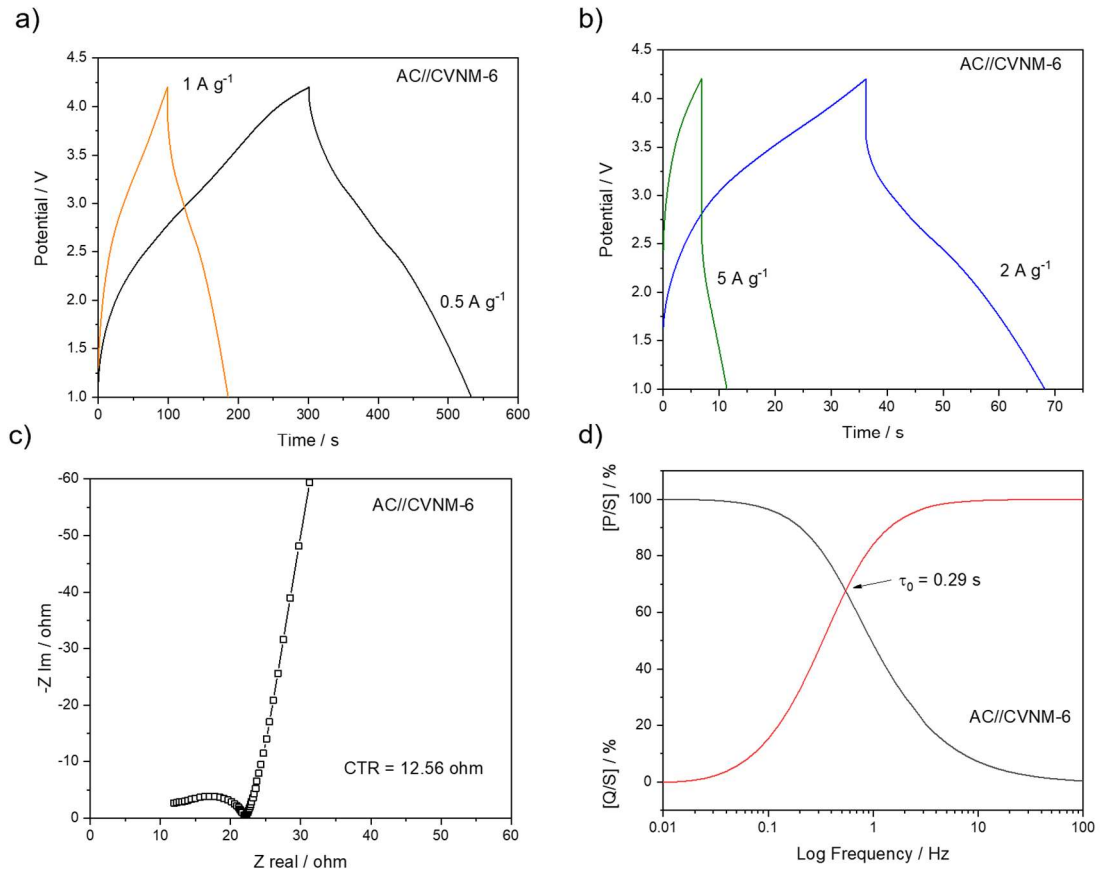 a)
4.5
4.0
3.5
3.0
2.5
2.0
1.5
1.0
Potential / V
1 A g⁻¹
AC//CVNM-6
0.5 A g⁻¹
0 100 200 300 400 500 600
Time / s
b)
4.5
4.0
3.5
3.0
2.5
2.0
1.5
1.0
Potential / V
AC//CVNM-6
5 A g⁻¹
2 A g⁻¹
0 10 20 30 40 50 60 70
Time / s
c)
-60
-50
-40
-30
-20
-10
0
-Z Im / ohm
AC//CVNM-6
CTR = 12.56 ohm
0 10 20 30 40 50 60
Z real / ohm
d)
[P/S] / %
[Q/S] / %
100
80
60
40
20
0
τ₀ = 0.29 s
AC//CVNM-6
0.01 0.1 1 10 100
Log Frequency / Hz